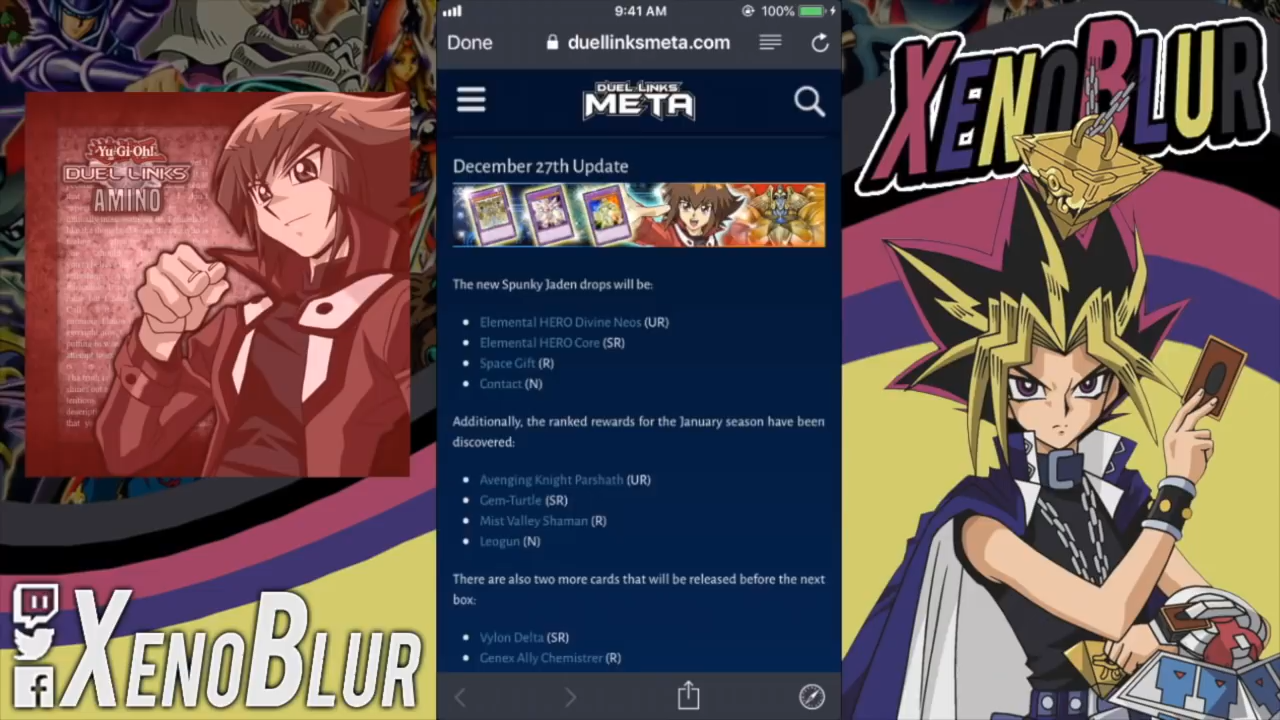 9:41 AM
100%
Done
duellinksmeta.com
DUEL LINKS
META
December 27th Update
The new Spunky Jaden drops will be:
Elemental HERO Divine Neos (UR)
Elemental HERO Core (SR)
Space Gift (R)
Contact (N)
Additionally, the ranked rewards for the January season have been
discovered:
Avenging Knight Parshath (UR)
Gem-Turtle (SR)
Mist Valley Shaman (R)
Leogun (N)
There are also two more cards that will be released before the next
box:
Vylon Delta (SR)
Genex Ally Chemistrer (R)
Yu-Gi-Oh!
DUEL LINKS
AMINO
XENOBLUR
XENOBLUR